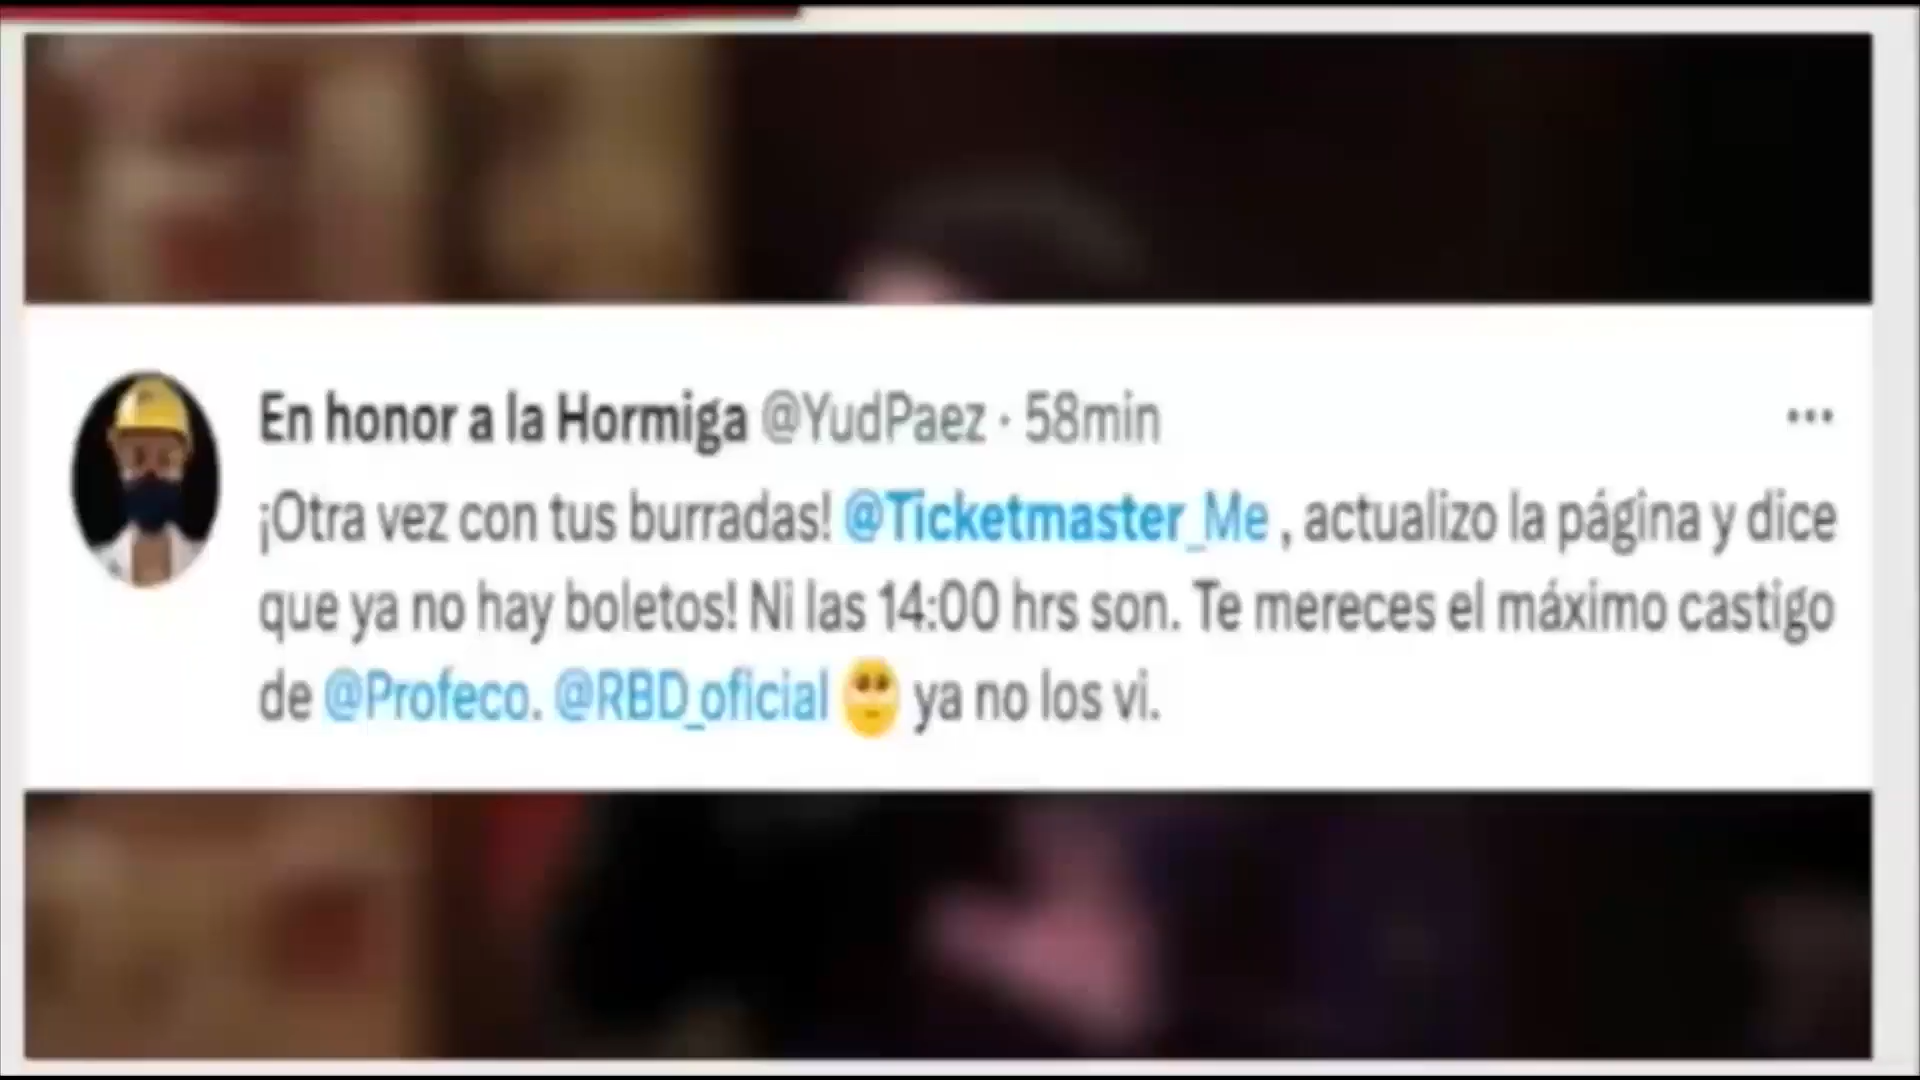 En honor a la Hormiga @YudPaez · 58min
¡Otra vez con tus burradas! @Ticketmaster_Me , actualizo la página y dice
que ya no hay boletos! Ni las 14:00 hrs son. Te mereces el máximo castigo
de @Profeco. @RBD_oficial 🥺 ya no los vi.